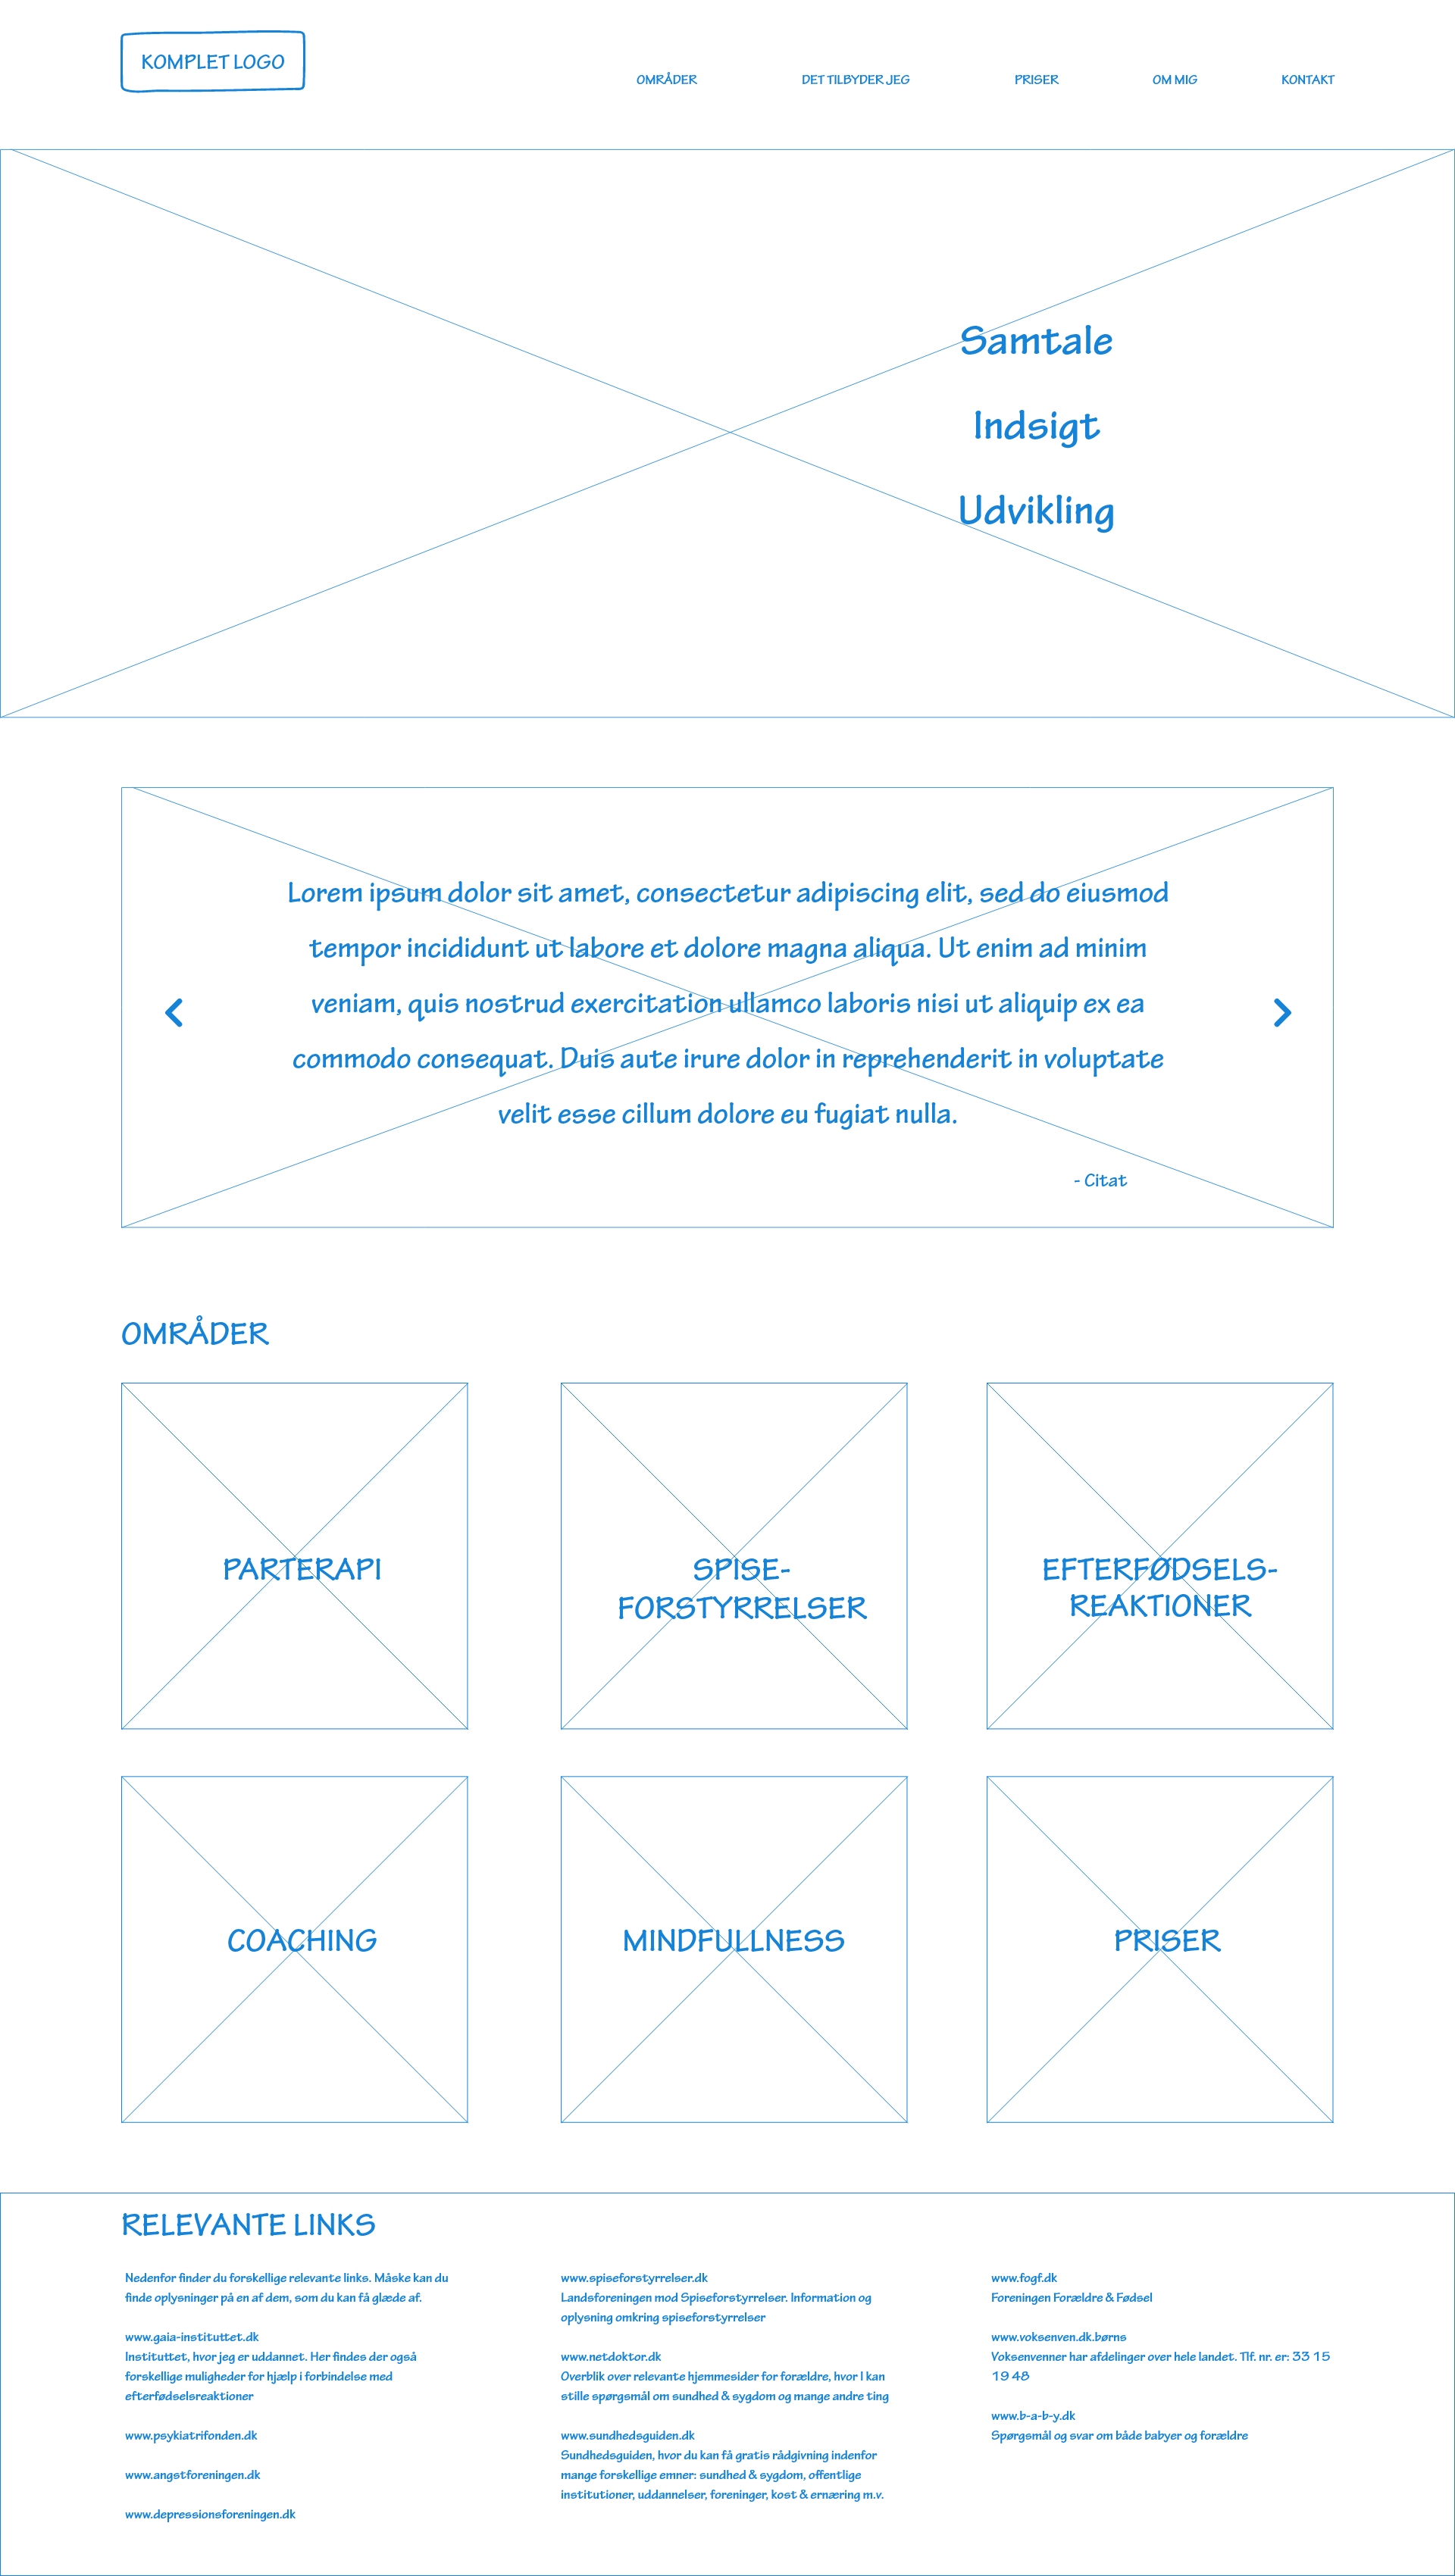 KOMPLET LOGO
OMRÅDER
DET TILBYDER JEG
PRISER
OM MIG
KONTAKT
Samtale
Indsigt
Udvikling
Lorem ipsum dolor sit amet, consectetur adipiscing elit, sed do eiusmod
tempor incididunt ut labore et dolore magna aliqua. Ut enim ad minim
veniam, quis nostrud exercitation ullamco laboris nisi ut aliquip ex ea
commodo consequat. Duis aute irure dolor in reprehenderit in voluptate
velit esse cillum dolore eu fugiat nulla.
- Citat
OMRÅDER
PARTERAPI
SPISE-
FORSTYRRELSER
EFTERFØDSELS-
REAKTIONER
COACHING
MINDFULLNESS
PRISER
RELEVANTE LINKS
Nedenfor finder du forskellige relevante links. Måske kan du
finde oplysninger på en af dem, som du kan få glæde af.
www.gaia-instituttet.dk
Instituttet, hvor jeg er uddannet. Her findes der også
forskellige muligheder for hjælp i forbindelse med
efterfødselsreaktioner
www.psykiatrifonden.dk
www.angstforeningen.dk
www.depressionsforeningen.dk
www.spiseforstyrrelser.dk
Landsforeningen mod Spiseforstyrrelser. Information og
oplysning omkring spiseforstyrrelser
www.netdoktor.dk
Overblik over relevante hjemmesider for forældre, hvor I kan
stille spørgsmål om sundhed & sygdom og mange andre ting
www.sundhedsguiden.dk
Sundhedsguiden, hvor du kan få gratis rådgivning indenfor
mange forskellige emner: sundhed & sygdom, offentlige
institutioner, uddannelser, foreninger, kost & ernæring m.v.
www.fogf.dk
Foreningen Forældre & Fødsel
www.voksenven.dk.børns
Voksenvenner har afdelinger over hele landet. Tlf. nr. er: 33 15
19 48
www.b-a-b-y.dk
Spørgsmål og svar om både babyer og forældre